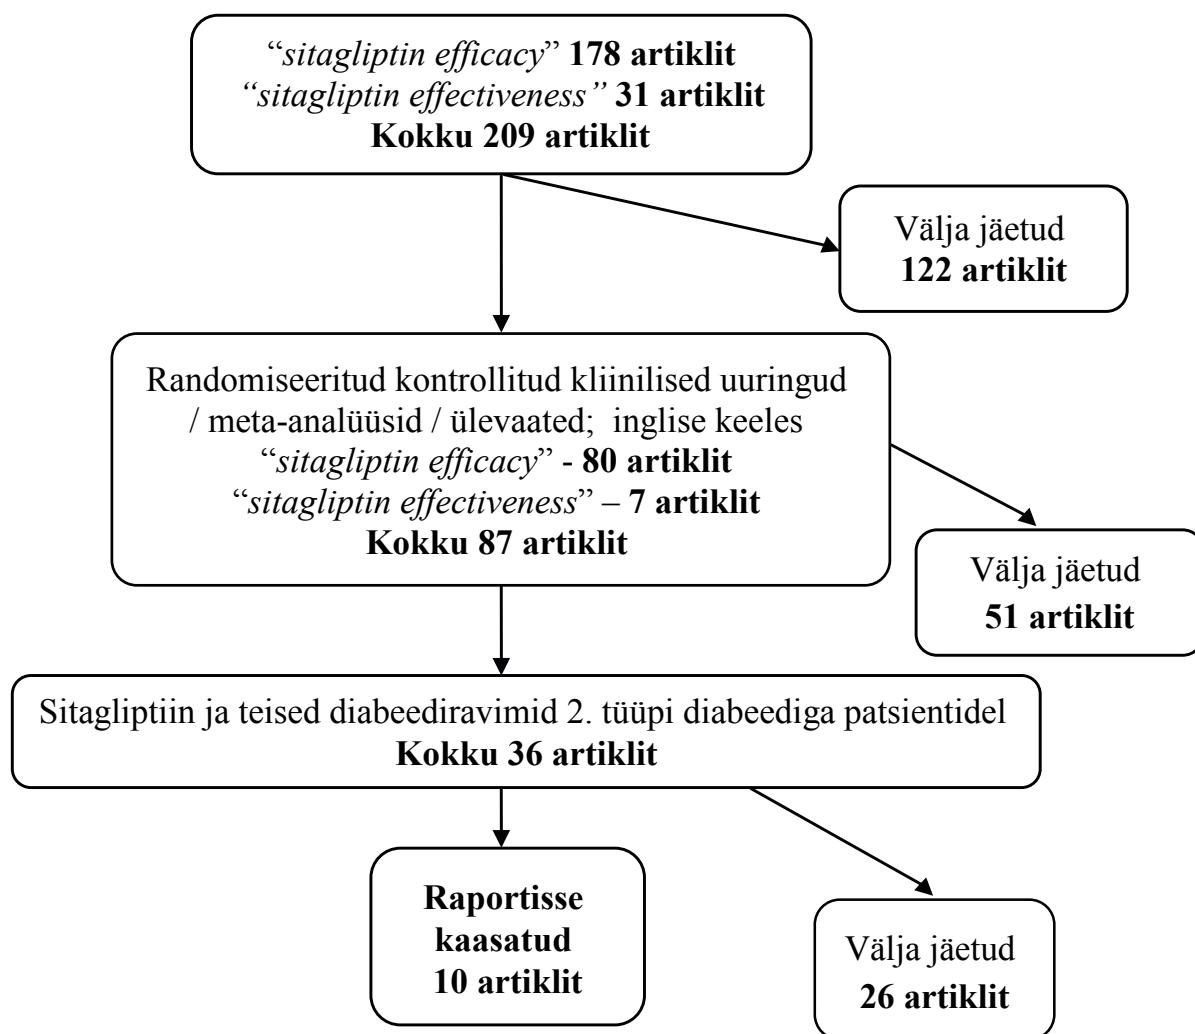 “sitagliptin efficacy” 178 artiklit
“sitagliptin effectiveness” 31 artiklit
Kokku 209 artiklit
Välja jäetud
122 artiklit
Randomiseeritud kontrollitud kliinilised uuringud
/ meta-analüüsid / ülevaated; inglise keeles
“sitagliptin efficacy” - 80 artiklit
“sitagliptin effectiveness” – 7 artiklit
Kokku 87 artiklit
Välja jäetud
51 artiklit
Sitagliptiin ja teised diabeediravimid 2. tüüpi diabeediga patsientidel
Kokku 36 artiklit
Raportisse
kaasatud
10 artiklit
Välja jäetud
26 artiklit